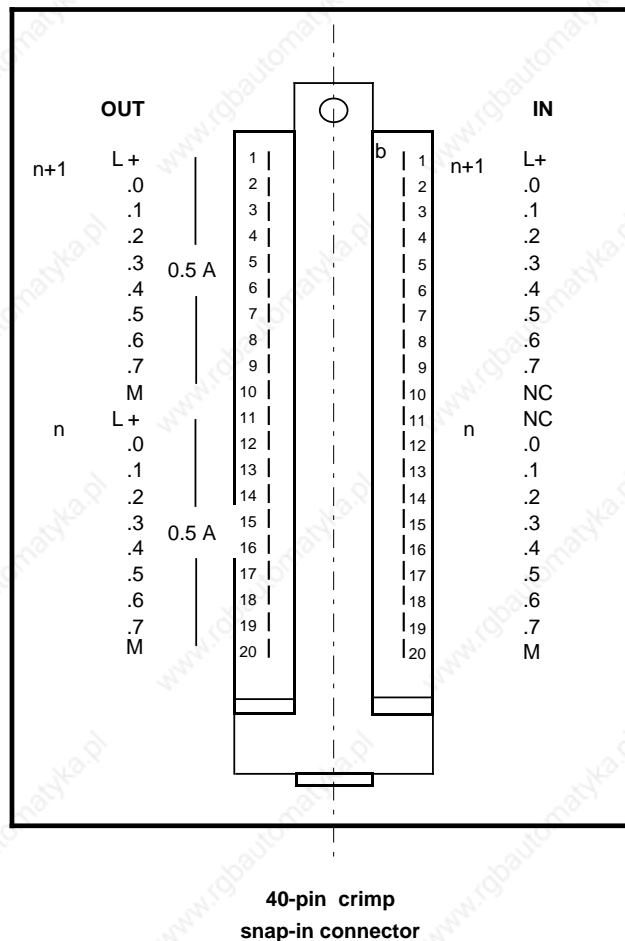 OUT IN
n+1 L + 1 b 1 n+1 L+
.0 2 2 .0
.1 3 3 .1
.2 4 4 .2
.3 0.5 A 5 5 .3
.4 6 6 .4
.5 7 7 .5
.6 8 8 .6
.7 9 9 .7
M 10 10 NC
n L + 11 11 n NC
.0 12 12 .0
.1 13 13 .1
.2 14 14 .2
.3 0.5 A 15 15 .3
.4 16 16 .4
.5 17 17 .5
.6 18 18 .6
.7 19 19 .7
M 20 20 M
40-pin crimp
snap-in connector
www.rgbautomatyka.pl